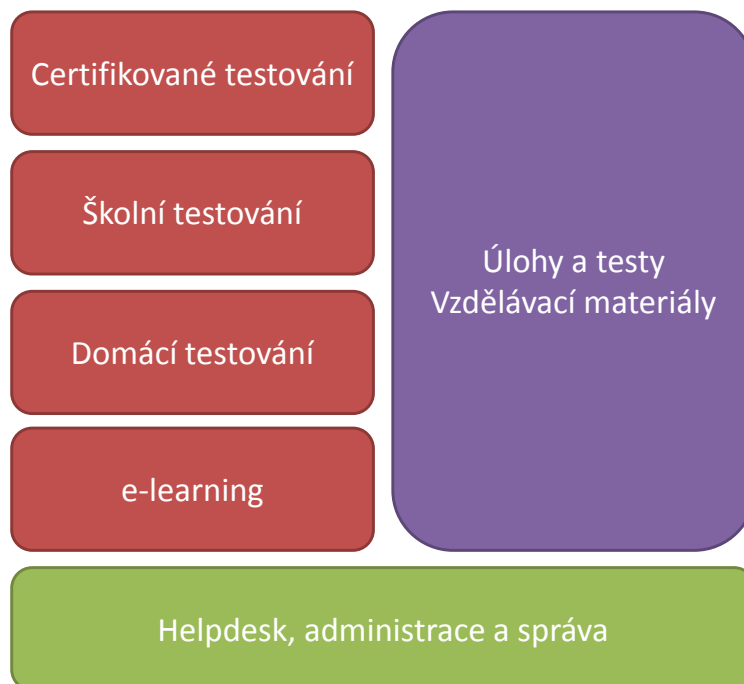 Certifikované testování
Školní testování
Domácí testování
e-learning
Úlohy a testy
Vzdělávací materiály
Helpdesk, administrace a správa